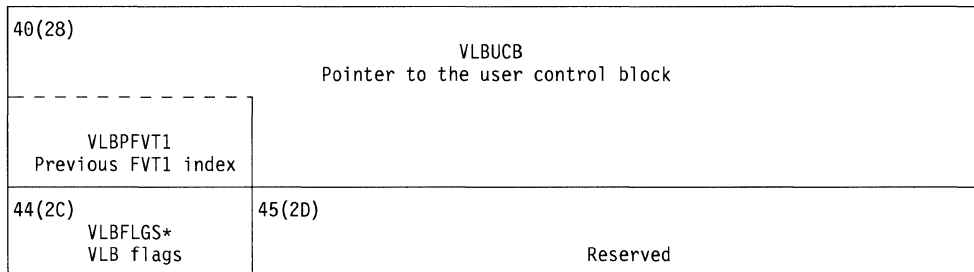 40(28)
VLBUCB
Pointer to the user control block
VLBPFVT1
Previous FVT1 index
44(2C)
VLBFLGS*
VLB flags
45(2D)
Reserved